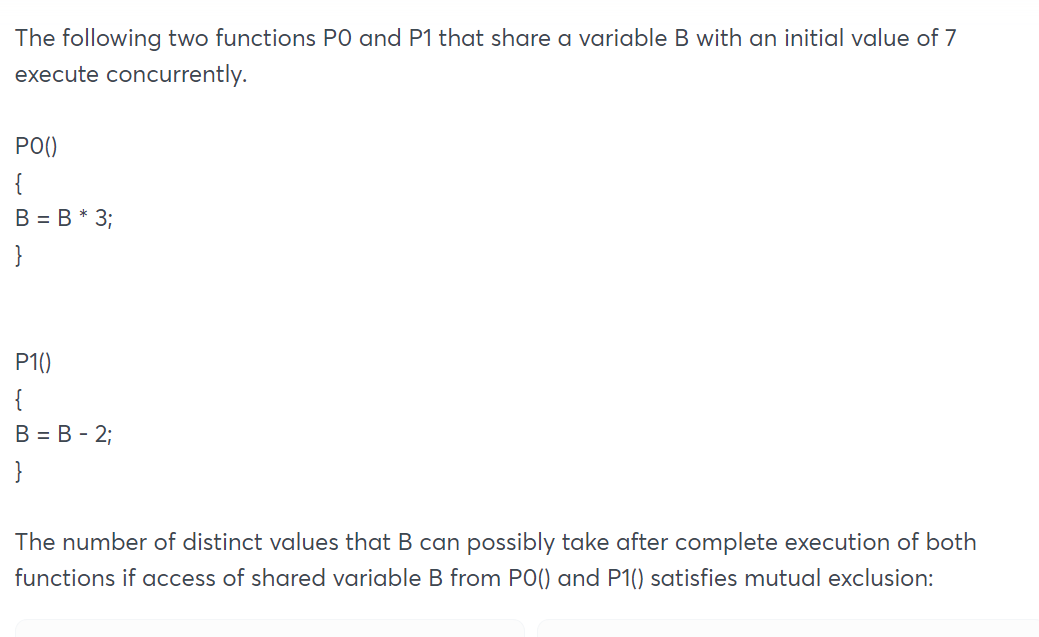 The following two functions P0 and P1 that share a variable B with an initial value of 7
execute concurrently.
P0()
{
B = B * 3;
}
P1()
{
B = B - 2;
}
The number of distinct values that B can possibly take after complete execution of both
functions if access of shared variable B from P0() and P1() satisfies mutual exclusion: